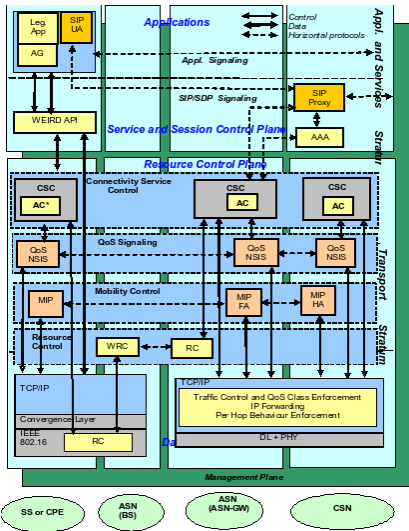 Leg.
App
SIP
UA
AG
Applications
Control
Data
Horizontal protocols
Appl. Signaling
SIP/SDP Signaling
SIP
Proxy
WEIRD API
Service and Session Control Plane
AAA
Appl. and Services
Stratum
Resource Control Plane
Connectivity Service
Control
CSC
AC*
CSC
AC
CSC
AC
QoS Signaling
QoS
NSIS
QoS
NSIS
QoS
NSIS
Transport
Mobility Control
MIP
MIP
FA
MIP
HA
Resource
Control
WRC
RC
Stratum
TCP/IP
TCP/IP
Traffic Control and QoS Class Enforcement
IP Forwarding
Per Hop Behaviour Enforcement
Convergence Layer
IEEE
802.16
RC
Da
DL + PHY
Management Plane
SS or CPE
ASN
(BS)
ASN
(ASN-GW)
CSN